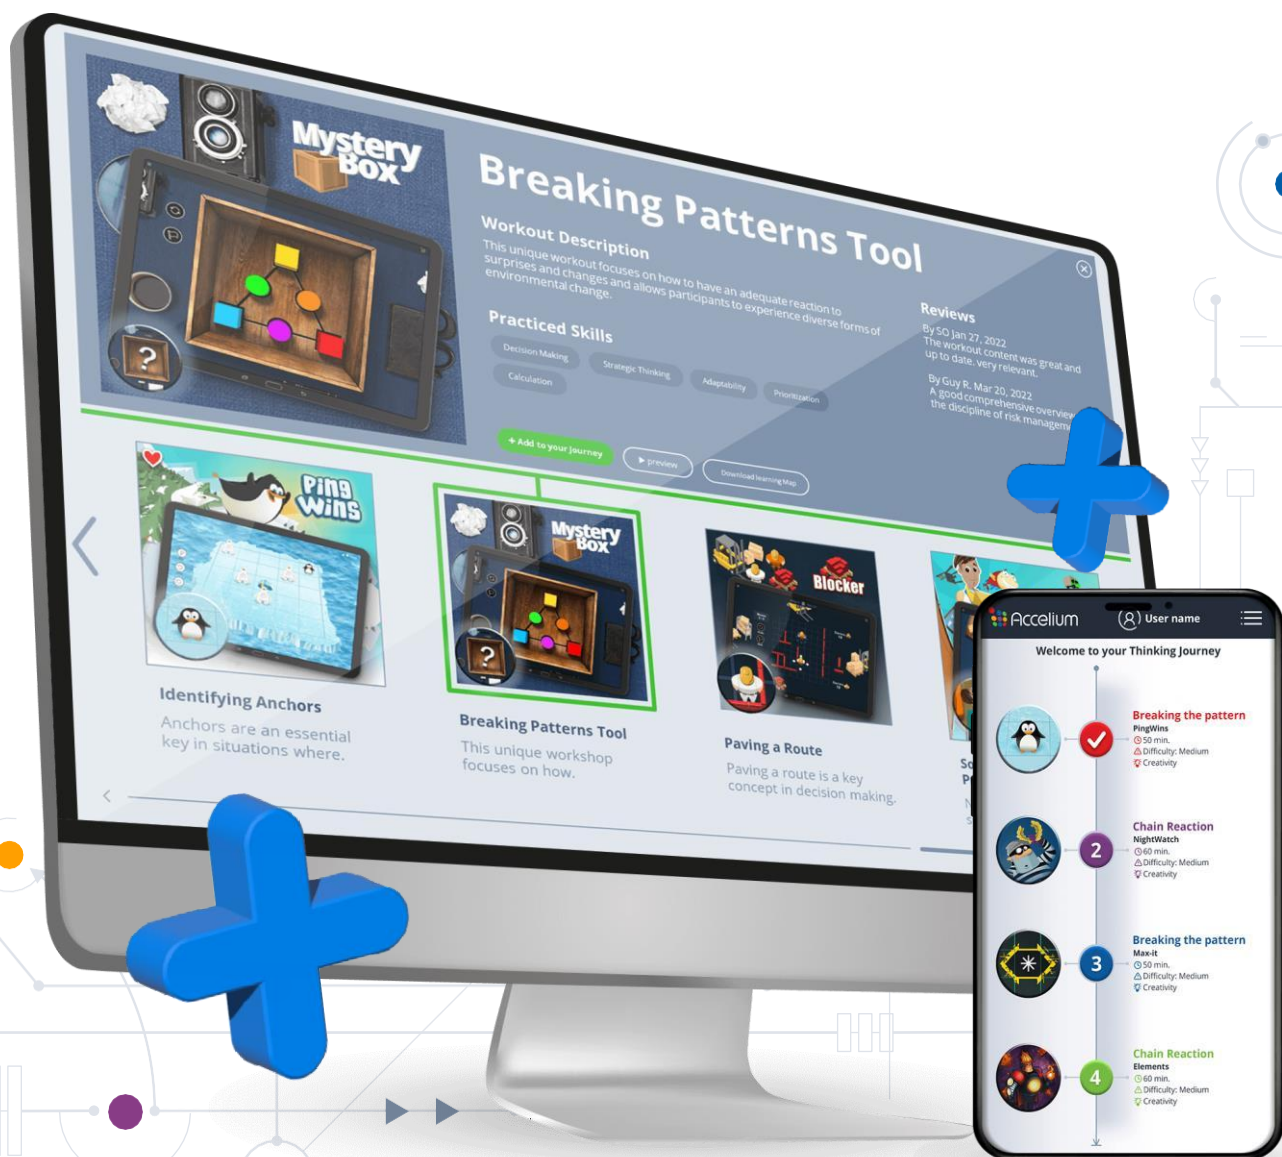 Mystery
BOX
Breaking Patterns Tool
Workout Description
This unique workout focuses on how to have an adequate reaction to
surprises and changes and allows participants to experience diverse forms of
environmental change.
Practiced Skills
Decision Making
Strategic Thinking
Adaptability
Prioritization
Calculation
+ Add to your Journey
preview
Download learning Map
Reviews
By SO Jan 27, 2022
The workout content was great and
up to date. very relevant.
By Guy R. Mar 20, 2022
A good comprehensive overview
the discipline of risk managem
?
Ping
Wins
Identifying Anchors
Anchors are an essential
key in situations where.
Mystery
BOX
?
Breaking Patterns Tool
This unique workshop
focuses on how.
Blocker
Paving a Route
Paving a route is a key
concept in decision making.
Accelium
User name
Welcome to your Thinking Journey
Breaking the pattern
PingWins
50 min.
Difficulty: Medium
Creativity
2
Chain Reaction
NightWatch
60 min.
Difficulty: Medium
Creativity
3
Breaking the pattern
Max-it
50 min.
Difficulty: Medium
Creativity
4
Chain Reaction
Elements
60 min.
Difficulty: Medium
Creativity